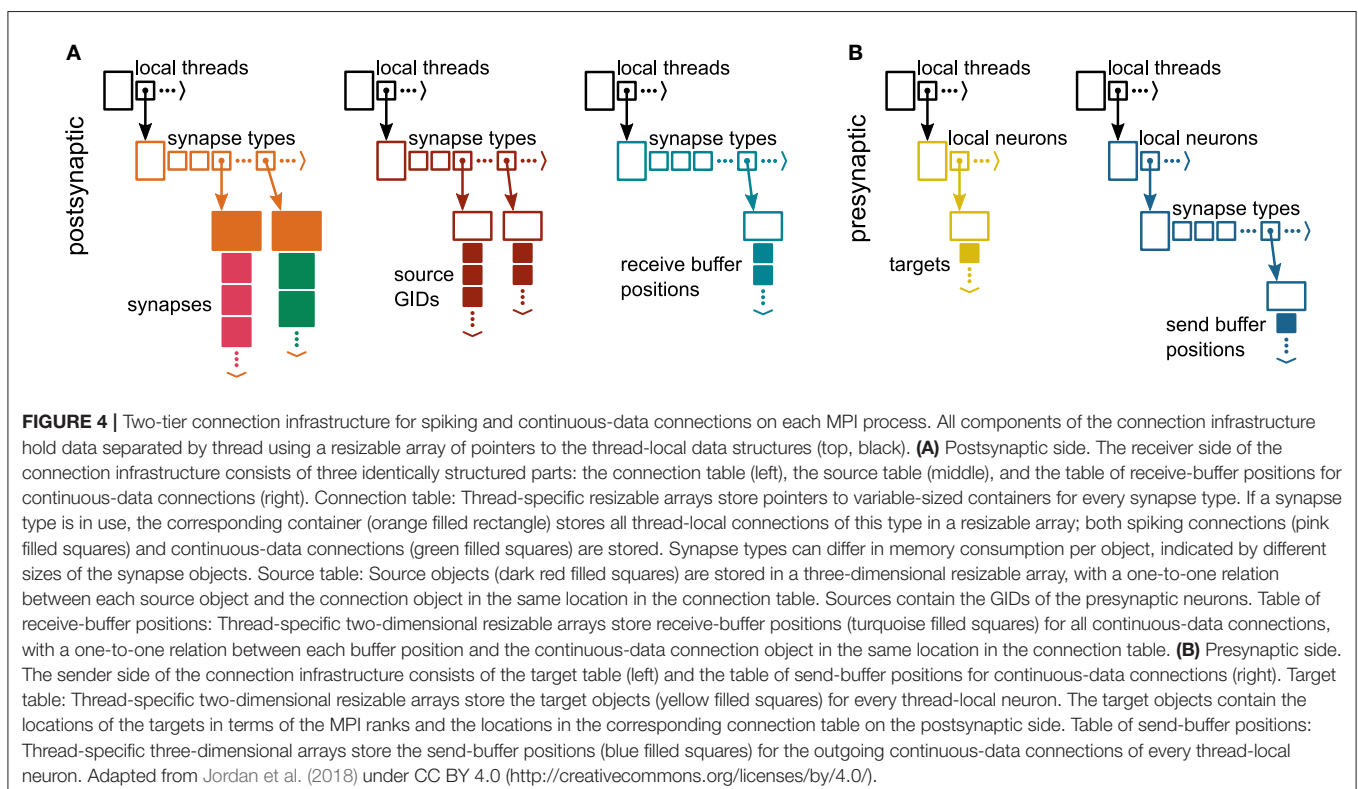 A
B
local threads
local threads
local threads
local threads
local threads
postsynaptic
synapse types
synapse types
synapse types
presynaptic
local neurons
local neurons
synapse types
synapses
source
GIDs
receive buffer
positions
targets
send buffer
positions
FIGURE 4 | Two-tier connection infrastructure for spiking and continuous-data connections on each MPI process. All components of the connection infrastructure
hold data separated by thread using a resizable array of pointers to the thread-local data structures (top, black). (A) Postsynaptic side. The receiver side of the
connection infrastructure consists of three identically structured parts: the connection table (left), the source table (middle), and the table of receive-buffer positions for
continuous-data connections (right). Connection table: Thread-specific resizable arrays store pointers to variable-sized containers for every synapse type. If a synapse
type is in use, the corresponding container (orange filled rectangle) stores all thread-local connections of this type in a resizable array; both spiking connections (pink
filled squares) and continuous-data connections (green filled squares) are stored. Synapse types can differ in memory consumption per object, indicated by different
sizes of the synapse objects. Source table: Source objects (dark red filled squares) are stored in a three-dimensional resizable array, with a one-to-one relation
between each source object and the connection object in the same location in the connection table. Sources contain the GIDs of the presynaptic neurons. Table of
receive-buffer positions: Thread-specific two-dimensional resizable arrays store receive-buffer positions (turquoise filled squares) for all continuous-data connections,
with a one-to-one relation between each buffer position and the continuous-data connection object in the same location in the connection table. (B) Presynaptic side.
The sender side of the connection infrastructure consists of the target table (left) and the table of send-buffer positions for continuous-data connections (right). Target
table: Thread-specific two-dimensional resizable arrays store the target objects (yellow filled squares) for every thread-local neuron. The target objects contain the
locations of the targets in terms of the MPI ranks and the locations in the corresponding connection table on the postsynaptic side. Table of send-buffer positions:
Thread-specific three-dimensional arrays store the send-buffer positions (blue filled squares) for the outgoing continuous-data connections of every thread-local
neuron. Adapted from Jordan et al. (2018) under CC BY 4.0 (http://creativecommons.org/licenses/by/4.0/).